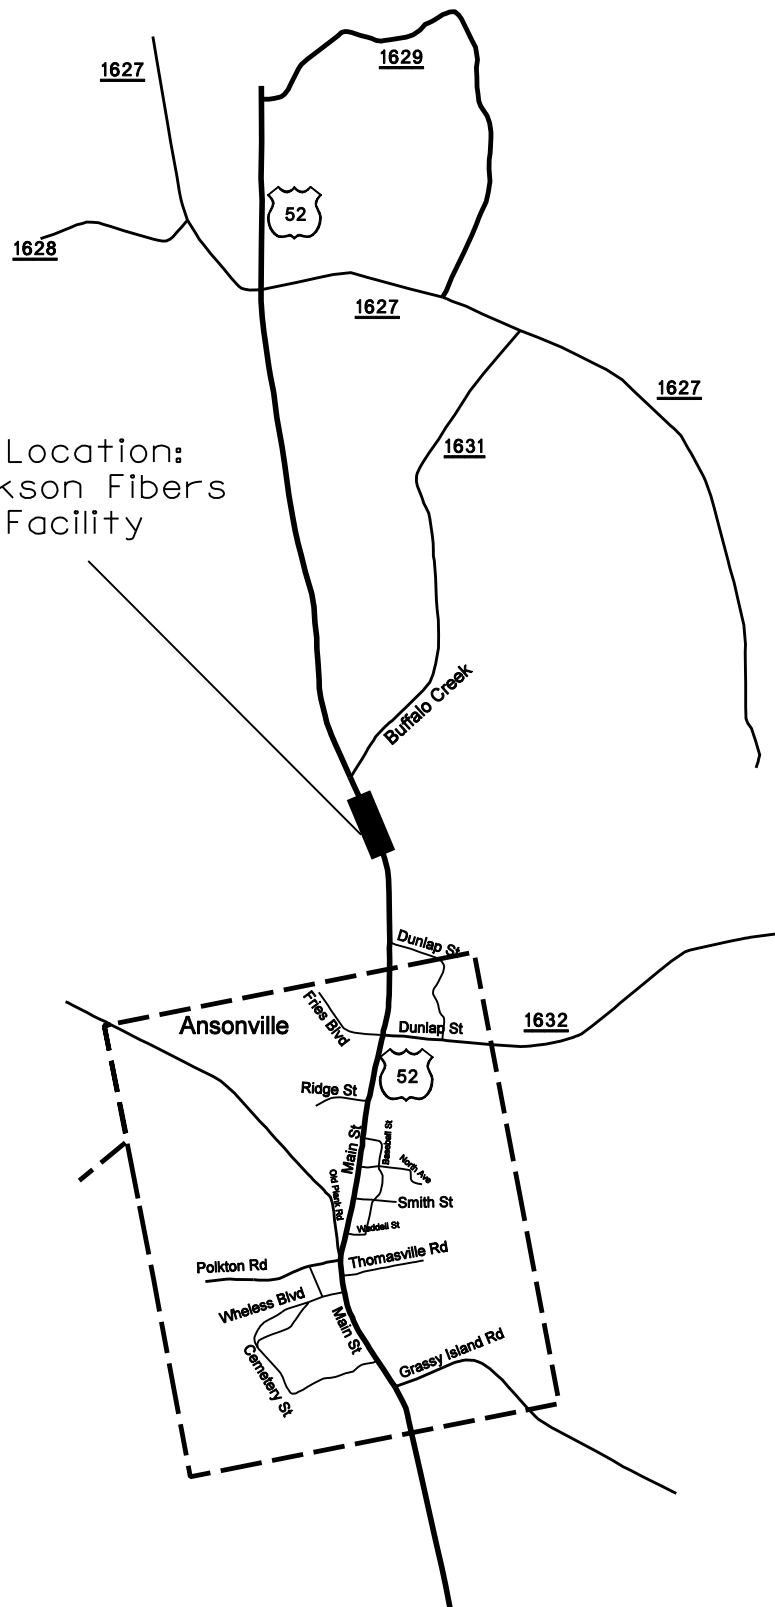 1629
1627
52
1628
1627
1627
Location:
kson Fibers
Facility
1631
Buffalo Creek
Dunlap St
Fries Blvd
Ansonville
Dunlap St
1632
52
Ridge St
Main St
Baseball St
North Ave
Old Plank Rd
Smith St
Waddell St
Polkton Rd
Thomasville Rd
Wheless Blvd
Main St
Cemetery St
Grassy Island Rd